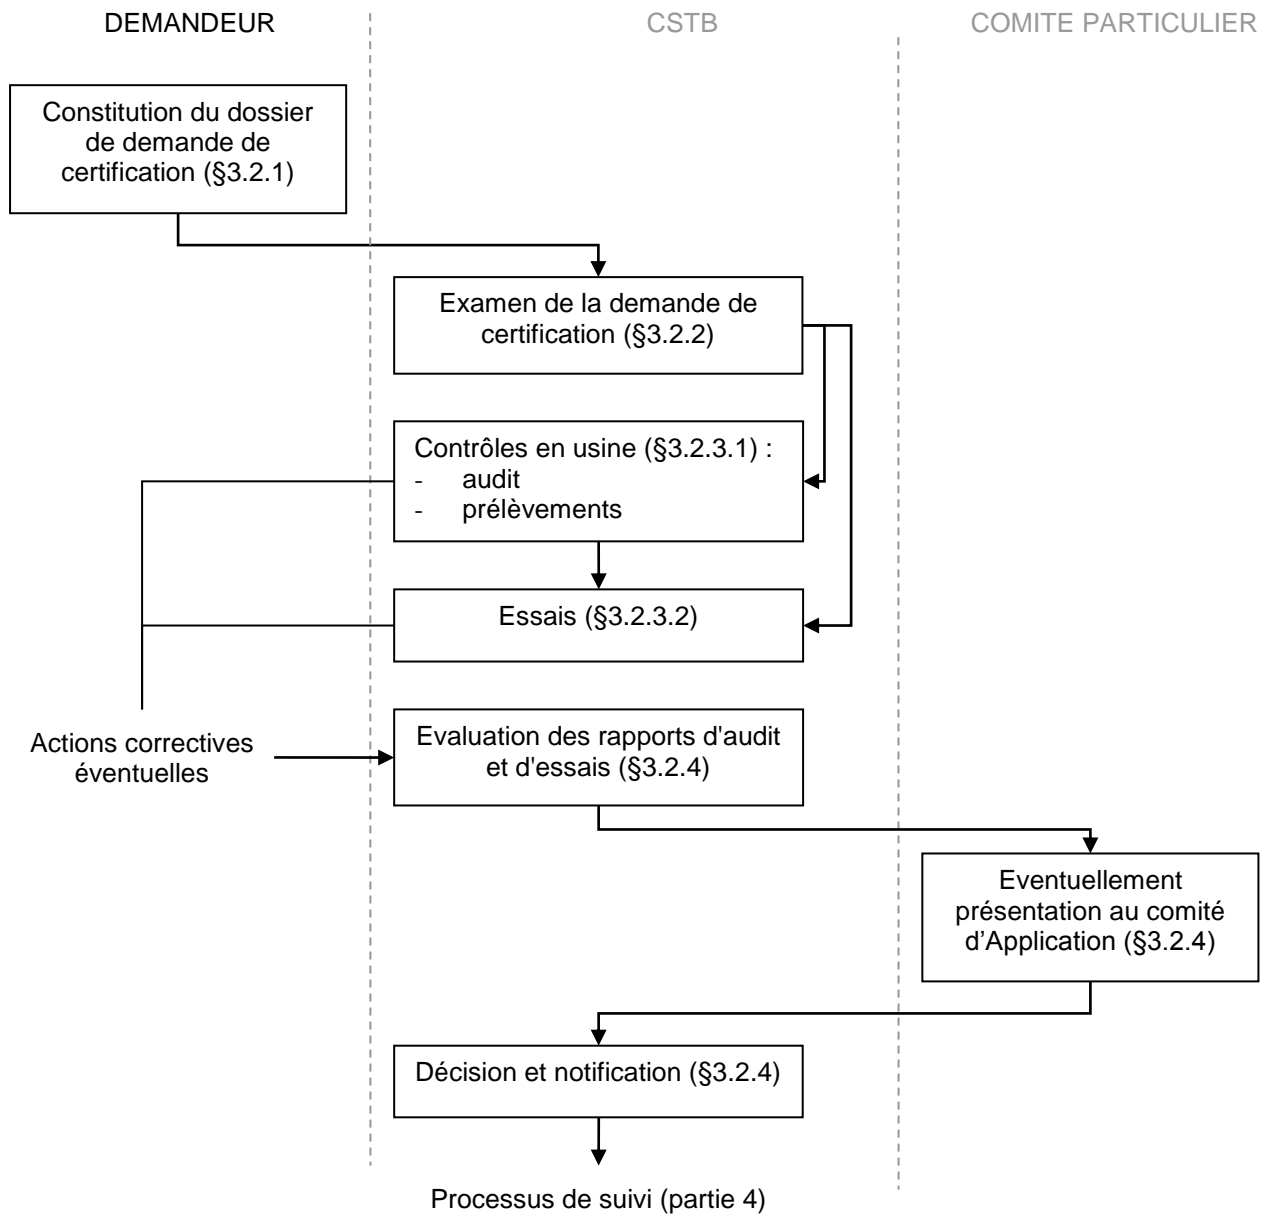 DEMANDEUR
CSTB
COMITE PARTICULIER
Constitution du dossier
de demande de
certification (§3.2.1)
Examen de la demande de
certification (§3.2.2)
Contrôles en usine (§3.2.3.1) :
- audit
- prélèvements
Essais (§3.2.3.2)
Actions correctives
éventuelles
Evaluation des rapports d'audit
et d'essais (§3.2.4)
Eventuellement
présentation au comité
d’Application (§3.2.4)
Décision et notification (§3.2.4)
Processus de suivi (partie 4)